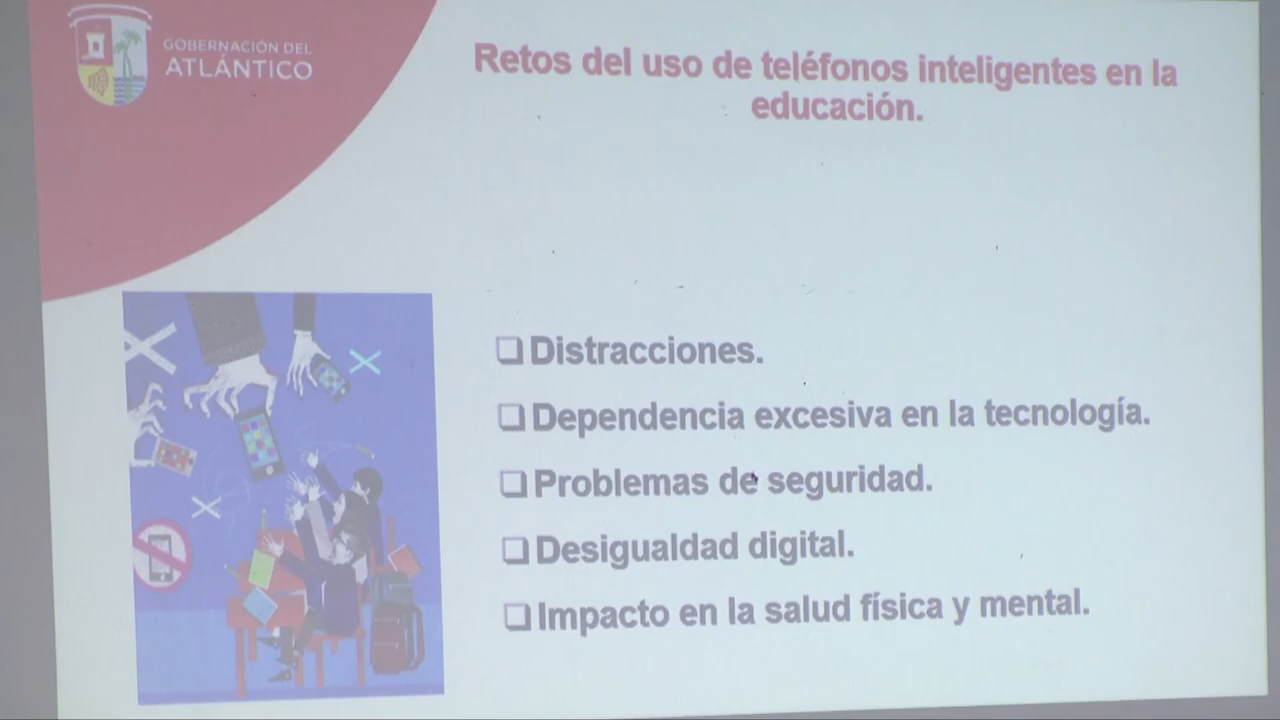 GOBERNACIÓN DEL
ATLÁNTICO
Retos del uso de teléfonos inteligentes en la
educación.
Distracciones.
Dependencia excesiva en la tecnología.
Problemas de seguridad.
Desigualdad digital.
Impacto en la salud física y mental.